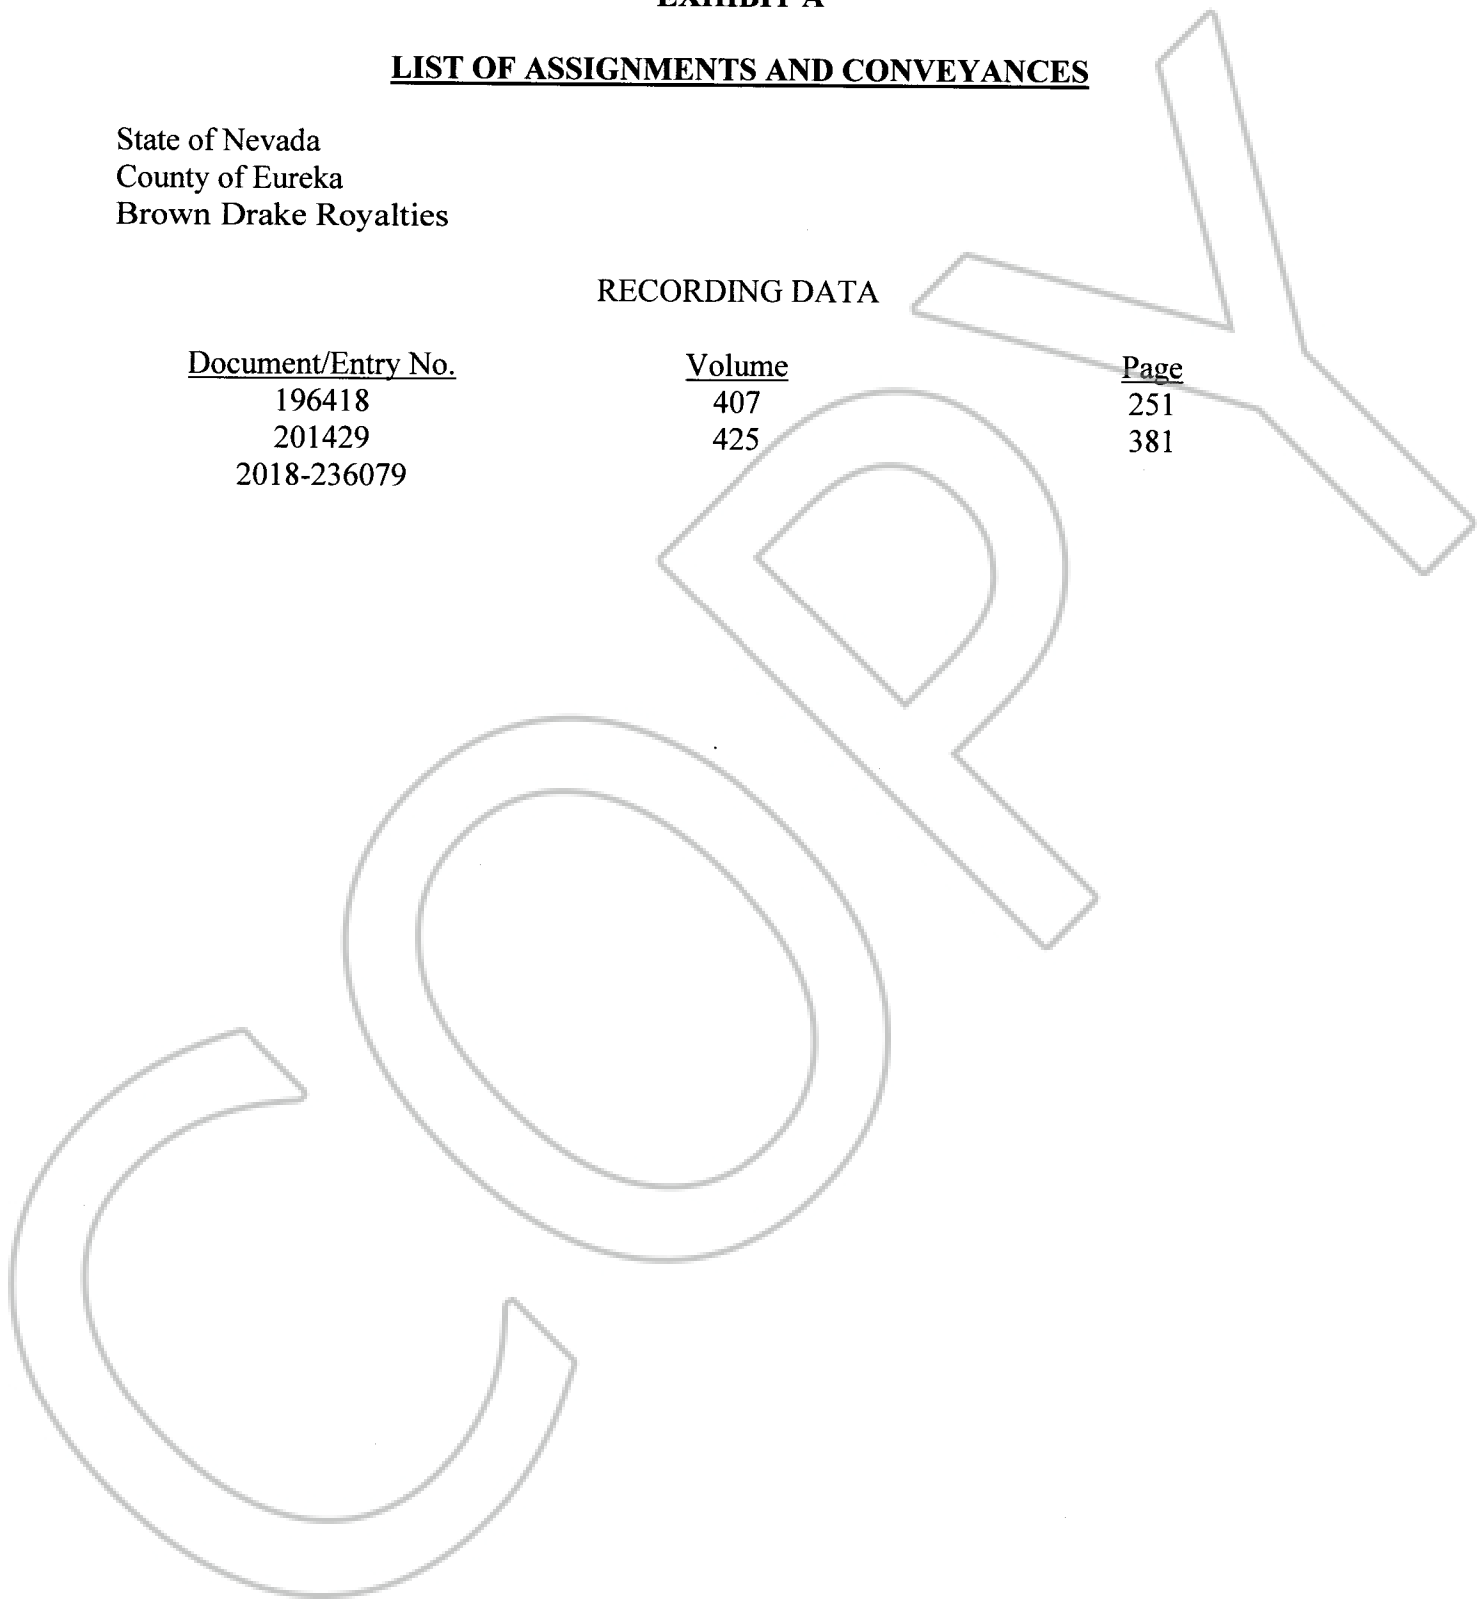 EXHIBIT A
LIST OF ASSIGNMENTS AND CONVEYANCES
State of Nevada
County of Eureka
Brown Drake Royalties
RECORDING DATA
Document/Entry No. Volume Page
196418 407 251
201429 425 381
2018-236079
COPY